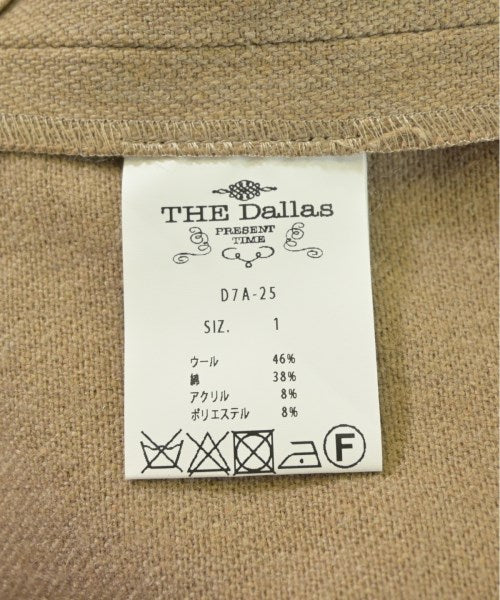 THE Dallas
PRESENT
TIME
D7A-25
SIZ. 1
ウール 46%
綿 38%
アクリル 8%
ポリエステル 8%
F